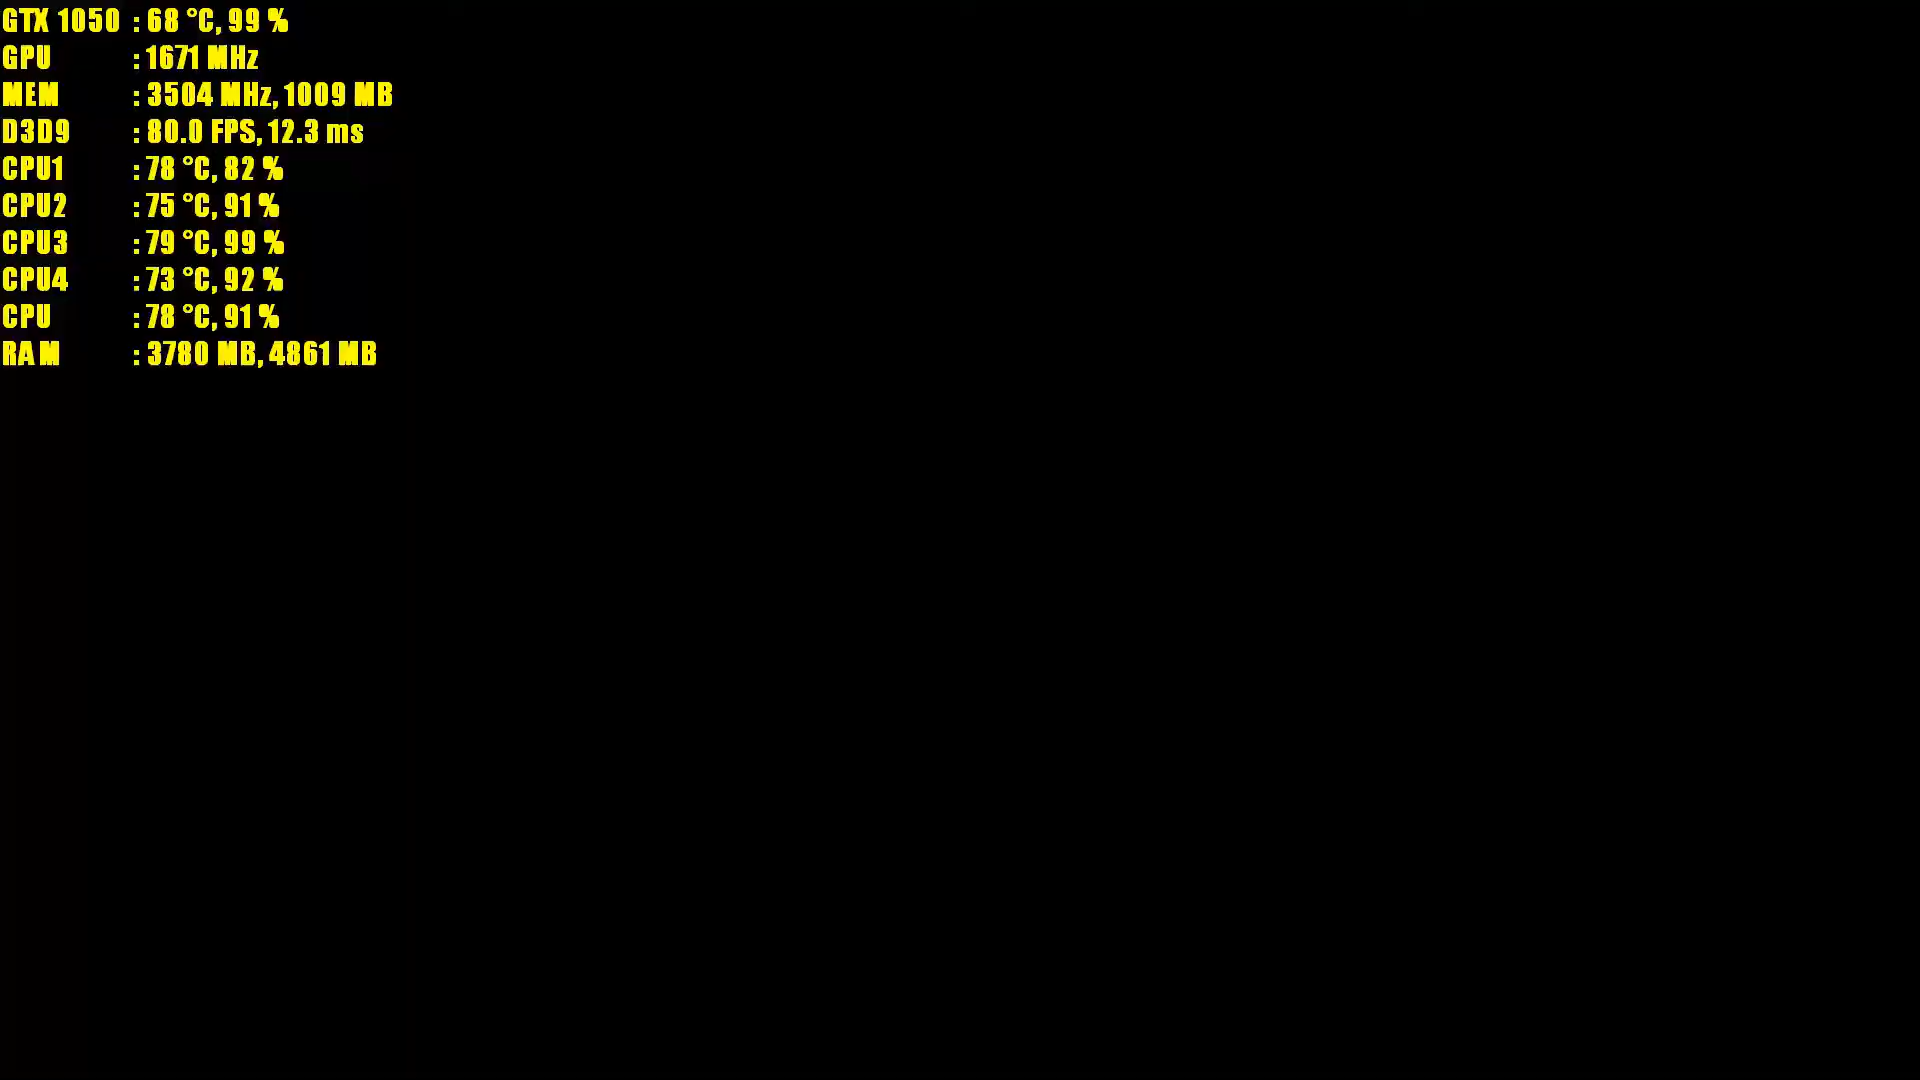 GTX 1050 : 68 °C, 99 %
GPU : 1671 MHz
MEM : 3504 MHz, 1009 MB
D3D9 : 80.0 FPS, 12.3 ms
CPU1 : 78 °C, 82 %
CPU2 : 75 °C, 91 %
CPU3 : 79 °C, 99 %
CPU4 : 73 °C, 92 %
CPU : 78 °C, 91 %
RAM : 3780 MB, 4861 MB